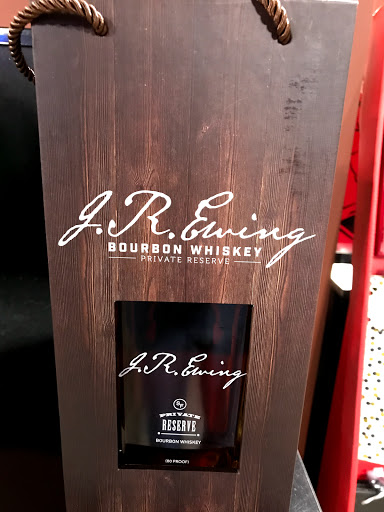 J.R. Ewing
BOURBON WHISKEY
PRIVATE RESERVE
J.R. Ewing
PRIVATE
RESERVE
BOURBON WHISKEY
(80 PROOF)